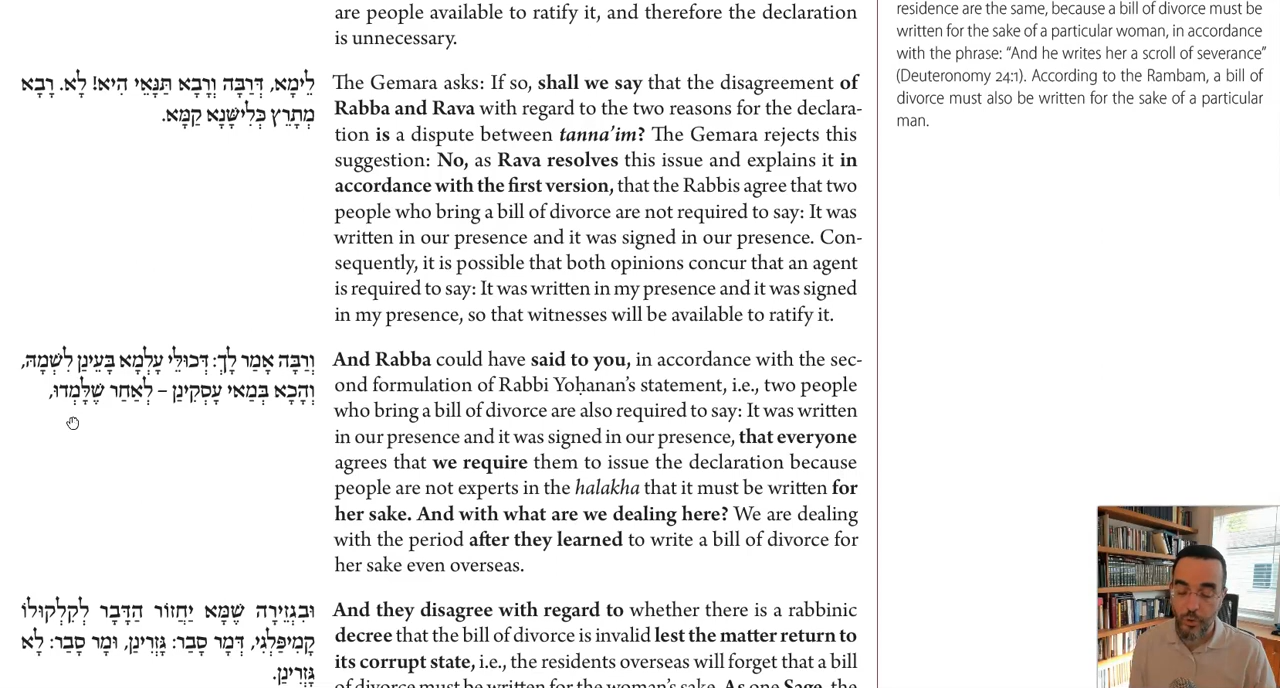 are people available to ratify it, and therefore the declaration
is unnecessary.
לֵימָא, דְּרַבָּה וְרָבָא תַּנָּאֵי הִיא! לָא. רָבָא
מְתָרֵץ כְּלִישָּׁנָא קַמָּא.
The Gemara asks: If so, shall we say that the disagreement of
Rabba and Rava with regard to the two reasons for the declara-
tion is a dispute between tanna’im? The Gemara rejects this
suggestion: No, as Rava resolves this issue and explains it in
accordance with the first version, that the Rabbis agree that two
people who bring a bill of divorce are not required to say: It was
written in our presence and it was signed in our presence. Con-
sequently, it is possible that both opinions concur that an agent
is required to say: It was written in my presence and it was signed
in my presence, so that witnesses will be available to ratify it.
וְרַבָּה אָמַר לָךְ: דְּכוּלֵּי עָלְמָא בָּעֵינַן לִשְׁמָהּ,
וְהָכָא בְּמַאי עָסְקִינַן – לְאַחַר שֶׁלָּמְדוּ,
And Rabba could have said to you, in accordance with the sec-
ond formulation of Rabbi Yoḥanan’s statement, i.e., two people
who bring a bill of divorce are also required to say: It was written
in our presence and it was signed in our presence, that everyone
agrees that we require them to issue the declaration because
people are not experts in the halakha that it must be written for
her sake. And with what are we dealing here? We are dealing
with the period after they learned to write a bill of divorce for
her sake even overseas.
וּבִגְזֵירָה שֶׁמָּא יַחֲזוֹר הַדָּבָר לְקִלְקוּלוֹ
קָמִיפַּלְגִי, דְּמָר סָבַר: גָּזְרִינַן, וּמָר סָבַר: לָא
גָּזְרִינַן.
And they disagree with regard to whether there is a rabbinic
decree that the bill of divorce is invalid lest the matter return to
its corrupt state, i.e., the residents overseas will forget that a bill
of divorce must be written for the woman’s sake. As one Sage, the
residence are the same, because a bill of divorce must be
written for the sake of a particular woman, in accordance
with the phrase: “And he writes her a scroll of severance”
(Deuteronomy 24:1). According to the Rambam, a bill of
divorce must also be written for the sake of a particular
man.